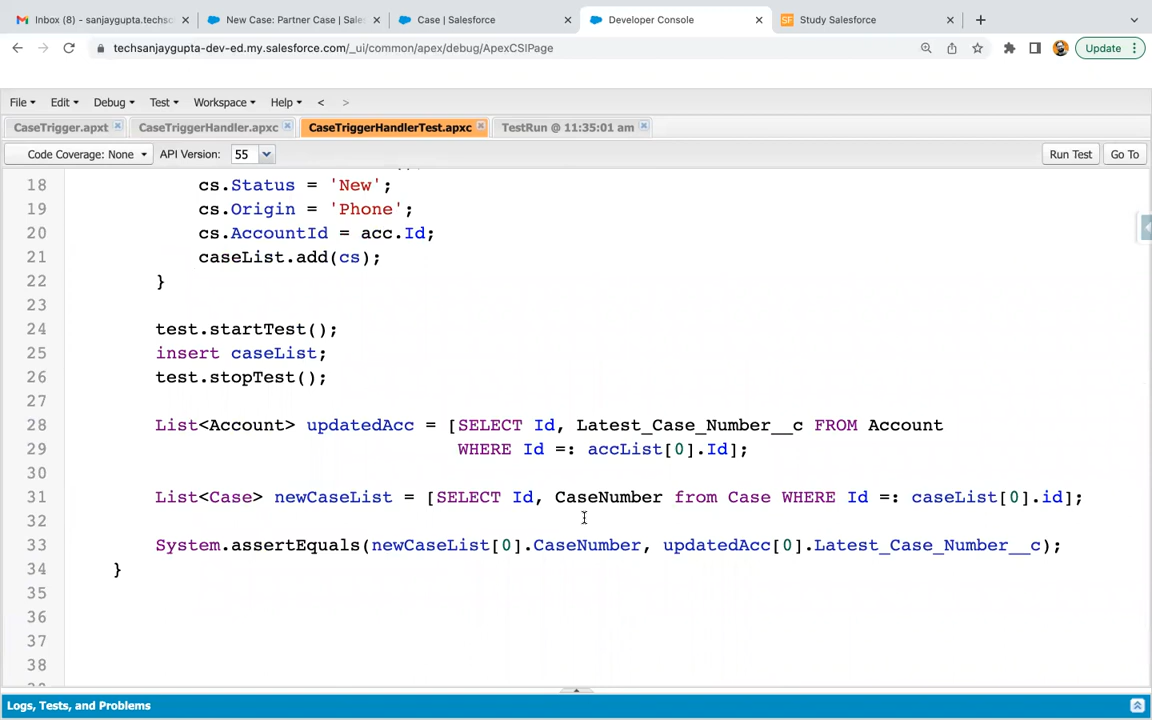 Inbox (8) - sanjaygupta.techsc
New Case: Partner Case | Sales
Case | Salesforce
Developer Console
Study Salesforce
techsanjaygupta-dev-ed.my.salesforce.com/_ui/common/apex/debug/ApexCSIPage
Update
File Edit Debug Test Workspace Help < >
CaseTrigger.apxt CaseTriggerHandler.apxc CaseTriggerHandlerTest.apxc TestRun @ 11:35:01 am
Code Coverage: None API Version: 55 Run Test Go To
18 cs.Status = 'New';
19 cs.Origin = 'Phone';
20 cs.AccountId = acc.Id;
21 caseList.add(cs);
22 }
23
24 test.startTest();
25 insert caseList;
26 test.stopTest();
27
28 List<Account> updatedAcc = [SELECT Id, Latest_Case_Number__c FROM Account
29 WHERE Id =: accList[0].Id];
30
31 List<Case> newCaseList = [SELECT Id, CaseNumber from Case WHERE Id =: caseList[0].id];
32
33 System.assertEquals(newCaseList[0].CaseNumber, updatedAcc[0].Latest_Case_Number__c);
34 }
35
36
37
38
Logs, Tests, and Problems